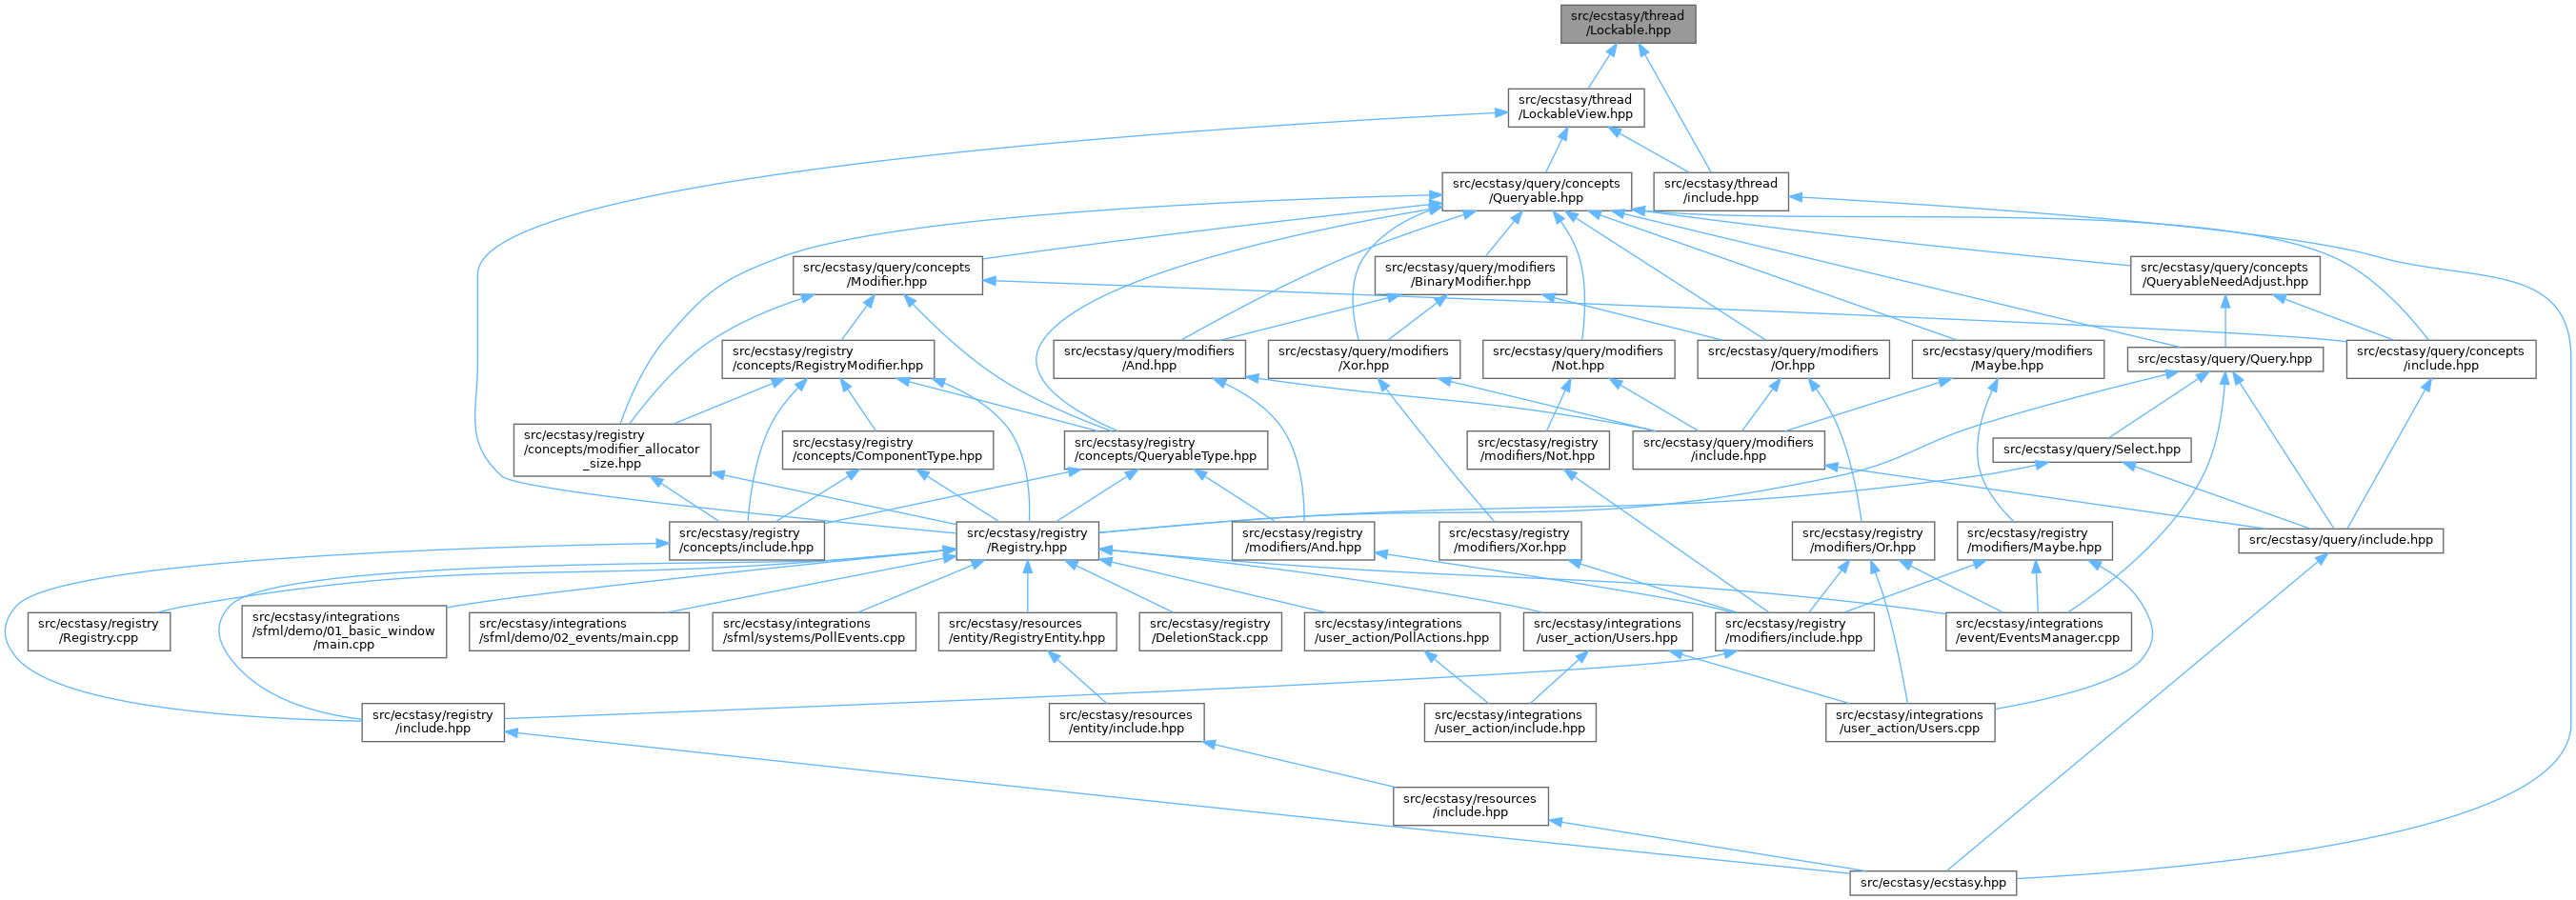 src/ecstasy/thread
/Lockable.hpp
src/ecstasy/thread
/LockableView.hpp
src/ecstasy/query/concepts
/Queryable.hpp
src/ecstasy/thread
/include.hpp
src/ecstasy/query/concepts
/Modifier.hpp
src/ecstasy/query/modifiers
/BinaryModifier.hpp
src/ecstasy/query/concepts
/QueryableNeedAdjust.hpp
src/ecstasy/registry
/concepts/RegistryModifier.hpp
src/ecstasy/query/modifiers
/And.hpp
src/ecstasy/query/modifiers
/Xor.hpp
src/ecstasy/query/modifiers
/Not.hpp
src/ecstasy/query/modifiers
/Or.hpp
src/ecstasy/query/modifiers
/Maybe.hpp
src/ecstasy/query/Query.hpp
src/ecstasy/query/concepts
/include.hpp
src/ecstasy/registry
/concepts/modifier_allocator
_size.hpp
src/ecstasy/registry
/concepts/ComponentType.hpp
src/ecstasy/registry
/concepts/QueryableType.hpp
src/ecstasy/registry
/modifiers/Not.hpp
src/ecstasy/query/modifiers
/include.hpp
src/ecstasy/query/Select.hpp
src/ecstasy/registry
/concepts/include.hpp
src/ecstasy/registry
/Registry.hpp
src/ecstasy/registry
/modifiers/And.hpp
src/ecstasy/registry
/modifiers/Xor.hpp
src/ecstasy/registry
/modifiers/Or.hpp
src/ecstasy/registry
/modifiers/Maybe.hpp
src/ecstasy/query/include.hpp
src/ecstasy/registry
/Registry.cpp
src/ecstasy/integrations
/sfml/demo/01_basic_window
/main.cpp
src/ecstasy/integrations
/sfml/demo/02_events/main.cpp
src/ecstasy/integrations
/sfml/systems/PollEvents.cpp
src/ecstasy/resources
/entity/RegistryEntity.hpp
src/ecstasy/registry
/DeletionStack.cpp
src/ecstasy/integrations
/user_action/PollActions.hpp
src/ecstasy/integrations
/user_action/Users.hpp
src/ecstasy/registry
/modifiers/include.hpp
src/ecstasy/integrations
/event/EventsManager.cpp
src/ecstasy/registry
/include.hpp
src/ecstasy/resources
/entity/include.hpp
src/ecstasy/integrations
/user_action/include.hpp
src/ecstasy/integrations
/user_action/Users.cpp
src/ecstasy/resources
/include.hpp
src/ecstasy/ecstasy.hpp